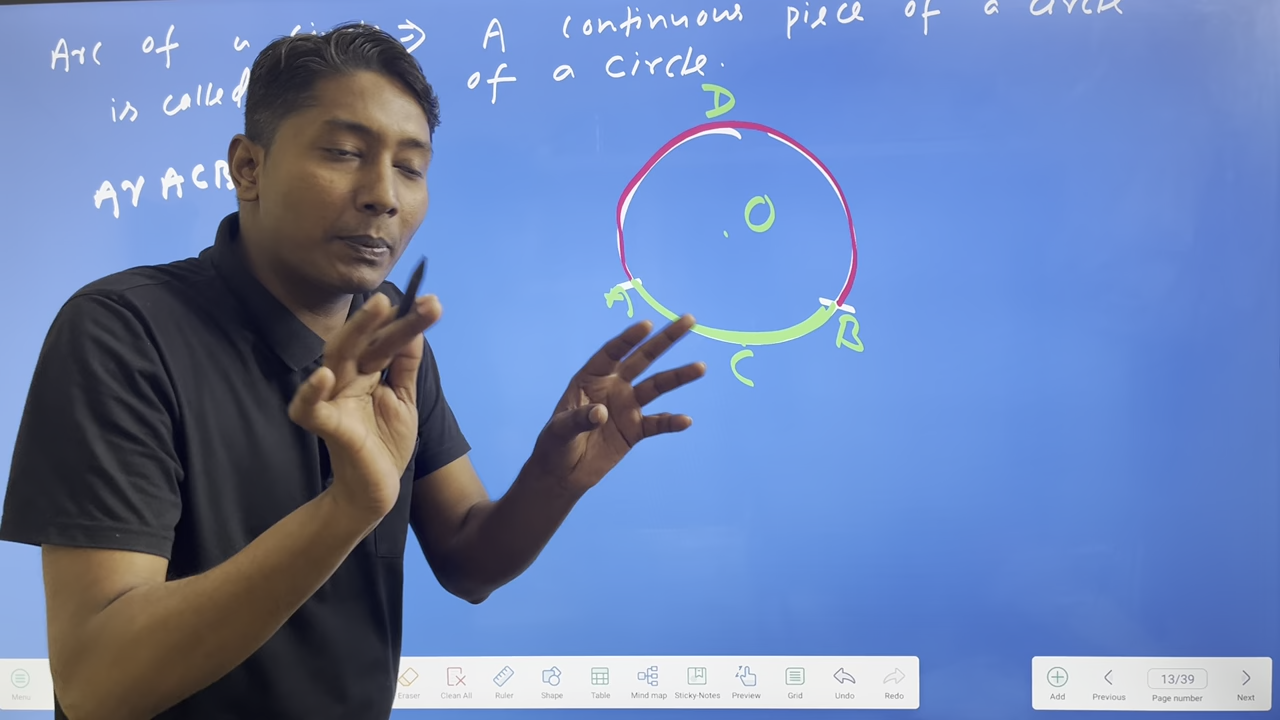 Arc of a ⇒ A continuous piece of a circle
is called of a circle.
D
Ar ACB
O
A
B
C
Menu Eraser Clean All Ruler Shape Table Mind map Sticky-Notes Preview Grid Undo Redo Add Previous 13/39 Page number Next